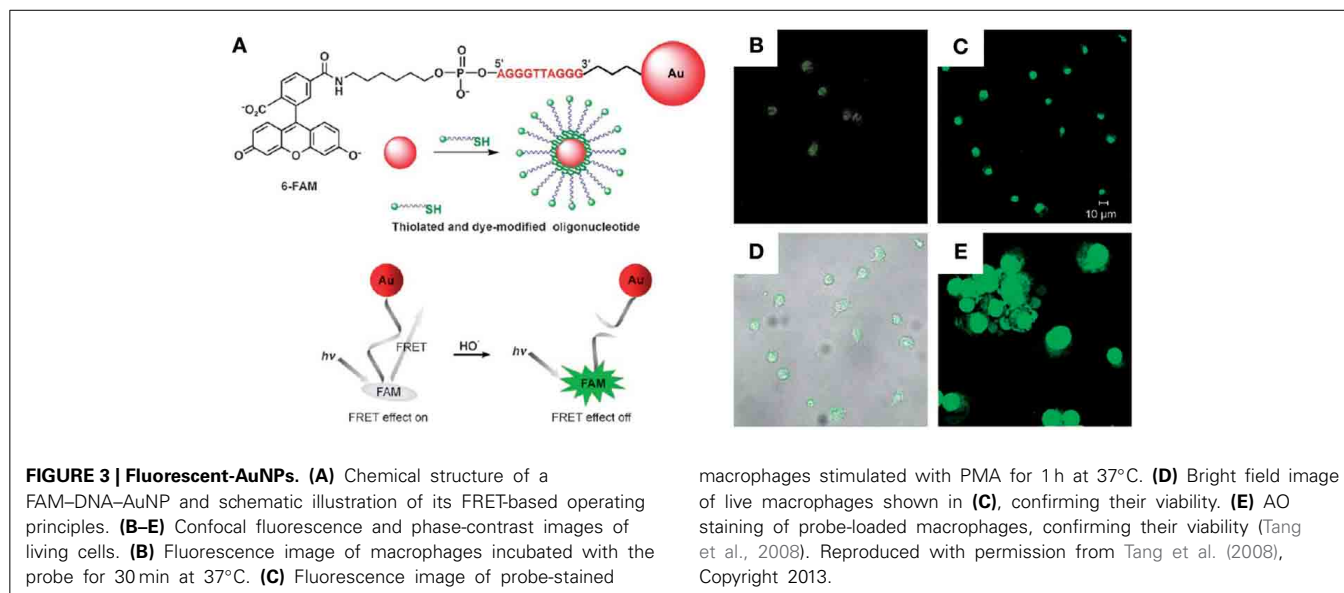 A
O
O
5'
3'
N
H
O–P–O–AGGGTTAGGG
O-
Au
-O2C
O
O
O-
6-FAM
SH
SH
Thiolated and dye-modified oligonucleotide
Au
Au
hν
FRET
HO·
hν
FAM
FAM
FRET effect on
FRET effect off
B
C
10 µm
D
E
FIGURE 3 | Fluorescent-AuNPs. (A) Chemical structure of a
FAM–DNA–AuNP and schematic illustration of its FRET-based operating
principles. (B–E) Confocal fluorescence and phase-contrast images of
living cells. (B) Fluorescence image of macrophages incubated with the
probe for 30 min at 37°C. (C) Fluorescence image of probe-stained
macrophages stimulated with PMA for 1 h at 37°C. (D) Bright field image
of live macrophages shown in (C), confirming their viability. (E) AO
staining of probe-loaded macrophages, confirming their viability (Tang
et al., 2008). Reproduced with permission from Tang et al. (2008),
Copyright 2013.